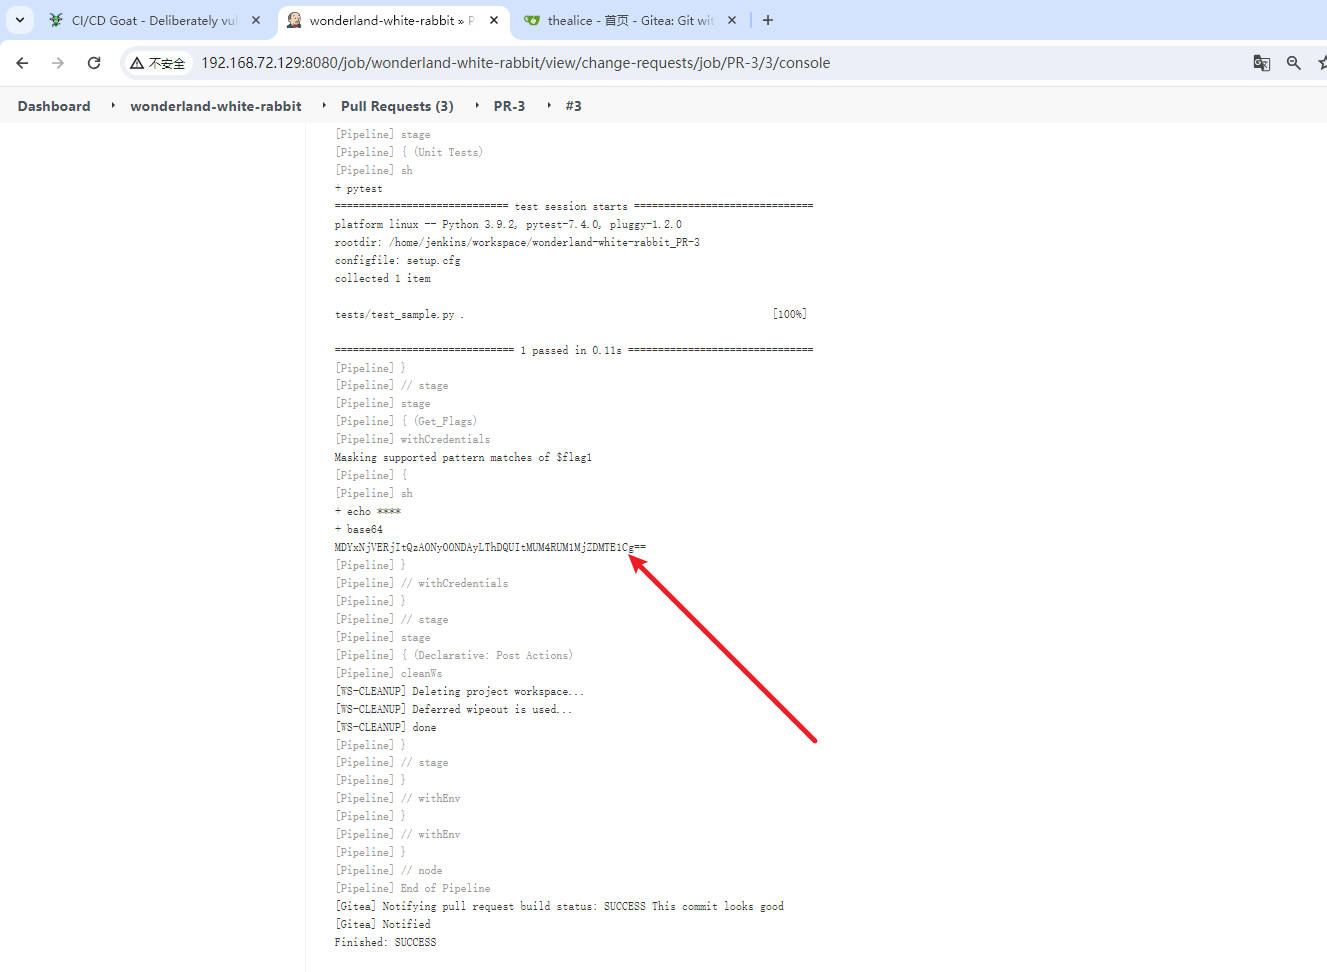 CI/CD Goat - Deliberately vul
wonderland-white-rabbit » P
thealice - 首页 - Gitea: Git wit
不安全
192.168.72.129:8080/job/wonderland-white-rabbit/view/change-requests/job/PR-3/3/console
Dashboard wonderland-white-rabbit Pull Requests (3) PR-3 #3
[Pipeline] stage
[Pipeline] { (Unit Tests)
[Pipeline] sh
+ pytest
============================= test session starts ==============================
platform linux -- Python 3.9.2, pytest-7.4.0, pluggy-1.2.0
rootdir: /home/jenkins/workspace/wonderland-white-rabbit_PR-3
configfile: setup.cfg
collected 1 item
tests/test_sample.py . [100%]
============================== 1 passed in 0.11s ===============================
[Pipeline] }
[Pipeline] // stage
[Pipeline] stage
[Pipeline] { (Get_Flags)
[Pipeline] withCredentials
Masking supported pattern matches of $flag1
[Pipeline] {
[Pipeline] sh
+ echo ****
+ base64
[Pipeline] }
[Pipeline] // withCredentials
[Pipeline] }
[Pipeline] // stage
[Pipeline] stage
[Pipeline] { (Declarative: Post Actions)
[Pipeline] cleanWs
[WS-CLEANUP] Deleting project workspace...
[WS-CLEANUP] Deferred wipeout is used...
[WS-CLEANUP] done
[Pipeline] }
[Pipeline] // stage
[Pipeline] }
[Pipeline] // withEnv
[Pipeline] }
[Pipeline] // withEnv
[Pipeline] }
[Pipeline] // node
[Pipeline] End of Pipeline
[Gitea] Notifying pull request build status: SUCCESS This commit looks good
[Gitea] Notified
Finished: SUCCESS